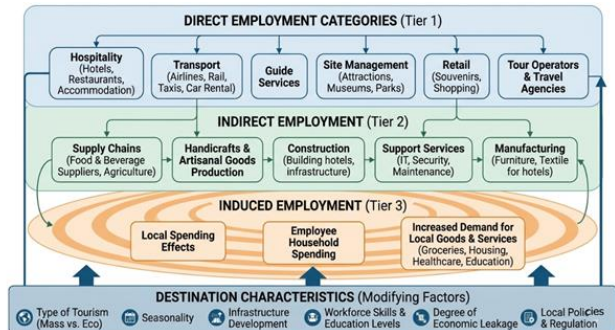 DIRECT EMPLOYMENT CATEGORIES (Tier 1)
Hospitality
(Hotels,
Restaurants,
Accommodation)
Transport
(Airlines, Rail,
Taxis, Car Rental)
Guide
Services
Site Management
(Attractions,
Museums, Parks)
Retail
(Souvenirs,
Shopping)
Tour Operators
& Travel
Agencies
INDIRECT EMPLOYMENT (Tier 2)
Supply Chains
(Food & Beverage
Suppliers, Agriculture)
Handicrafts &
Artisanal Goods
Production
Construction
(Building hotels,
infrastructure)
Support Services
(IT, Security,
Maintenance)
Manufacturing
(Furniture, Textile
for hotels)
INDUCED EMPLOYMENT (Tier 3)
Local Spending
Effects
Employee
Household
Spending
Increased Demand for
Local Goods & Services
(Groceries, Housing,
Healthcare, Education)
DESTINATION CHARACTERISTICS (Modifying Factors)
Type of Tourism
(Mass vs. Eco)
Seasonality
Infrastructure
Development
Workforce Skills &
Education Levels
Degree of
Economic Leakage
Local Policies
& Regulation